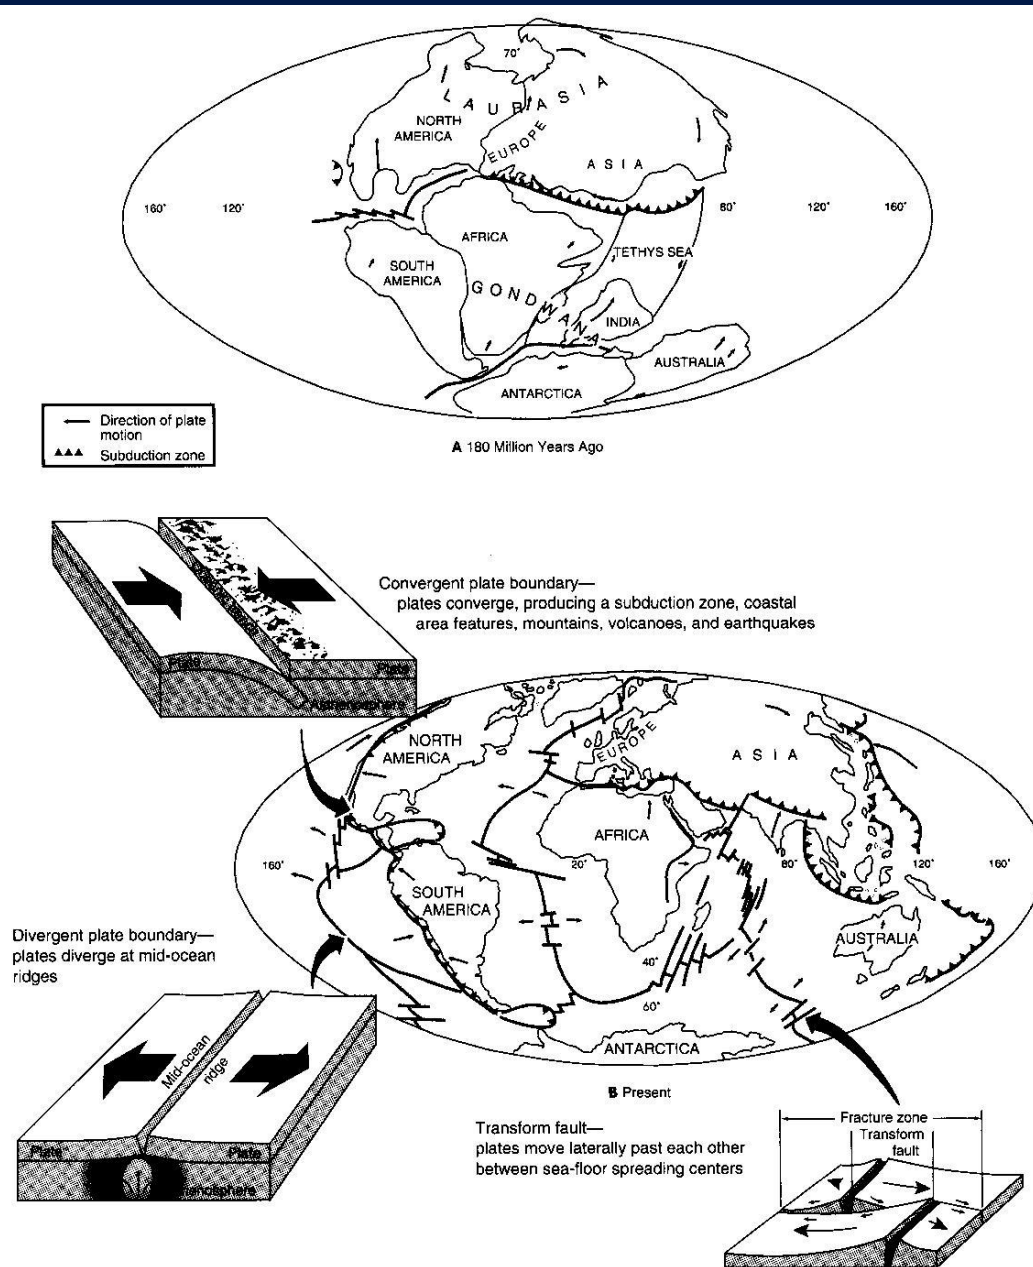 70°
LAURASIA
NORTH
AMERICA
EUROPE
ASIA
160°
120°
60°
120°
160°
AFRICA
TETHYS SEA
SOUTH
AMERICA
GONDWANA
INDIA
AUSTRALIA
ANTARCTICA
Direction of plate
motion
Subduction zone
A 180 Million Years Ago
Convergent plate boundary—
plates converge, producing a subduction zone, coastal
area features, mountains, volcanoes, and earthquakes
Plate
Plate
Asthenosphere
NORTH
AMERICA
EUROPE
ASIA
AFRICA
160°
20°
80°
120°
160°
SOUTH
AMERICA
AUSTRALIA
40°
60°
ANTARCTICA
Divergent plate boundary—
plates diverge at mid-ocean
ridges
Mid-ocean
ridge
Plate
Plate
B Present
Transform fault—
plates move laterally past each other
between sea-floor spreading centers
Fracture zone
Transform
fault